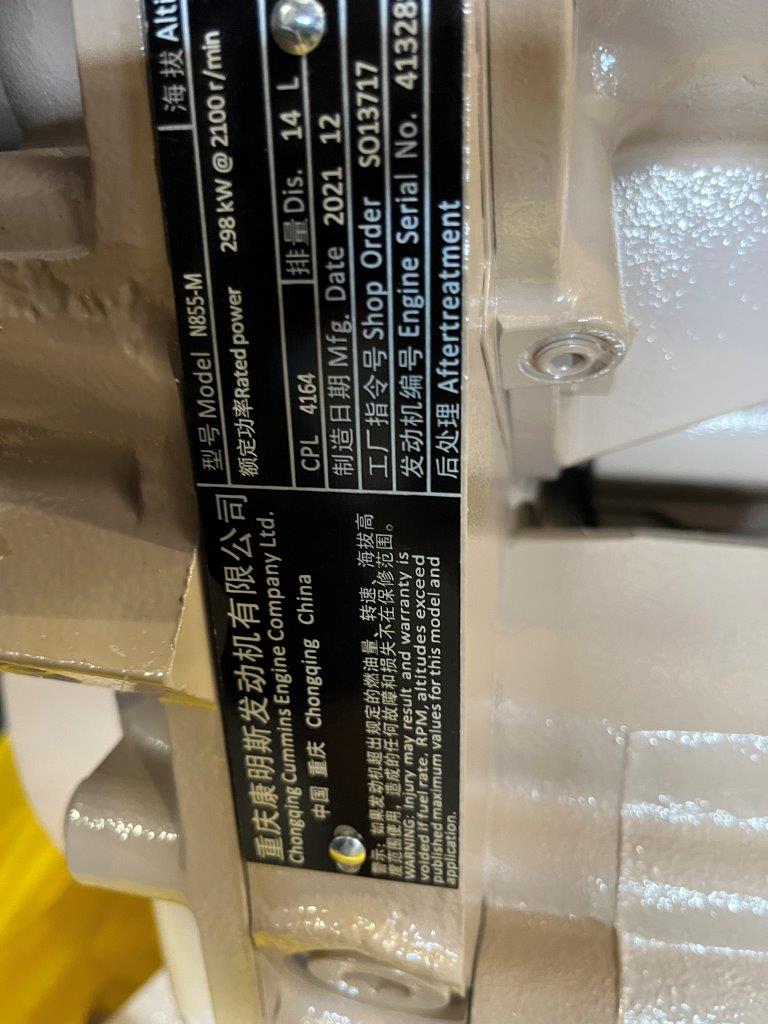 重庆康明斯发动机有限公司
Chongqing Cummins Engine Company Ltd.
中国 重庆 Chongqing China
警示: 如果发动机超出规定的燃油量、转速、海拔高
度范围使用, 造成的任何故障和损失不在保修范围。
WARNING: Injury may result and warranty is
voided if fuel rate, RPM, altitudes exceed
published maximum values for this model and
application.
型号 Model N855-M 海拔
额定功率Rated power 298 kW @ 2100 r/min
CPL 4164 排量 Dis. 14 L
制造日期 Mfg. Date 2021 12
工厂指令号 Shop Order SO13717
发动机编号 Engine Serial No. 41328
后处理 Aftertreatment